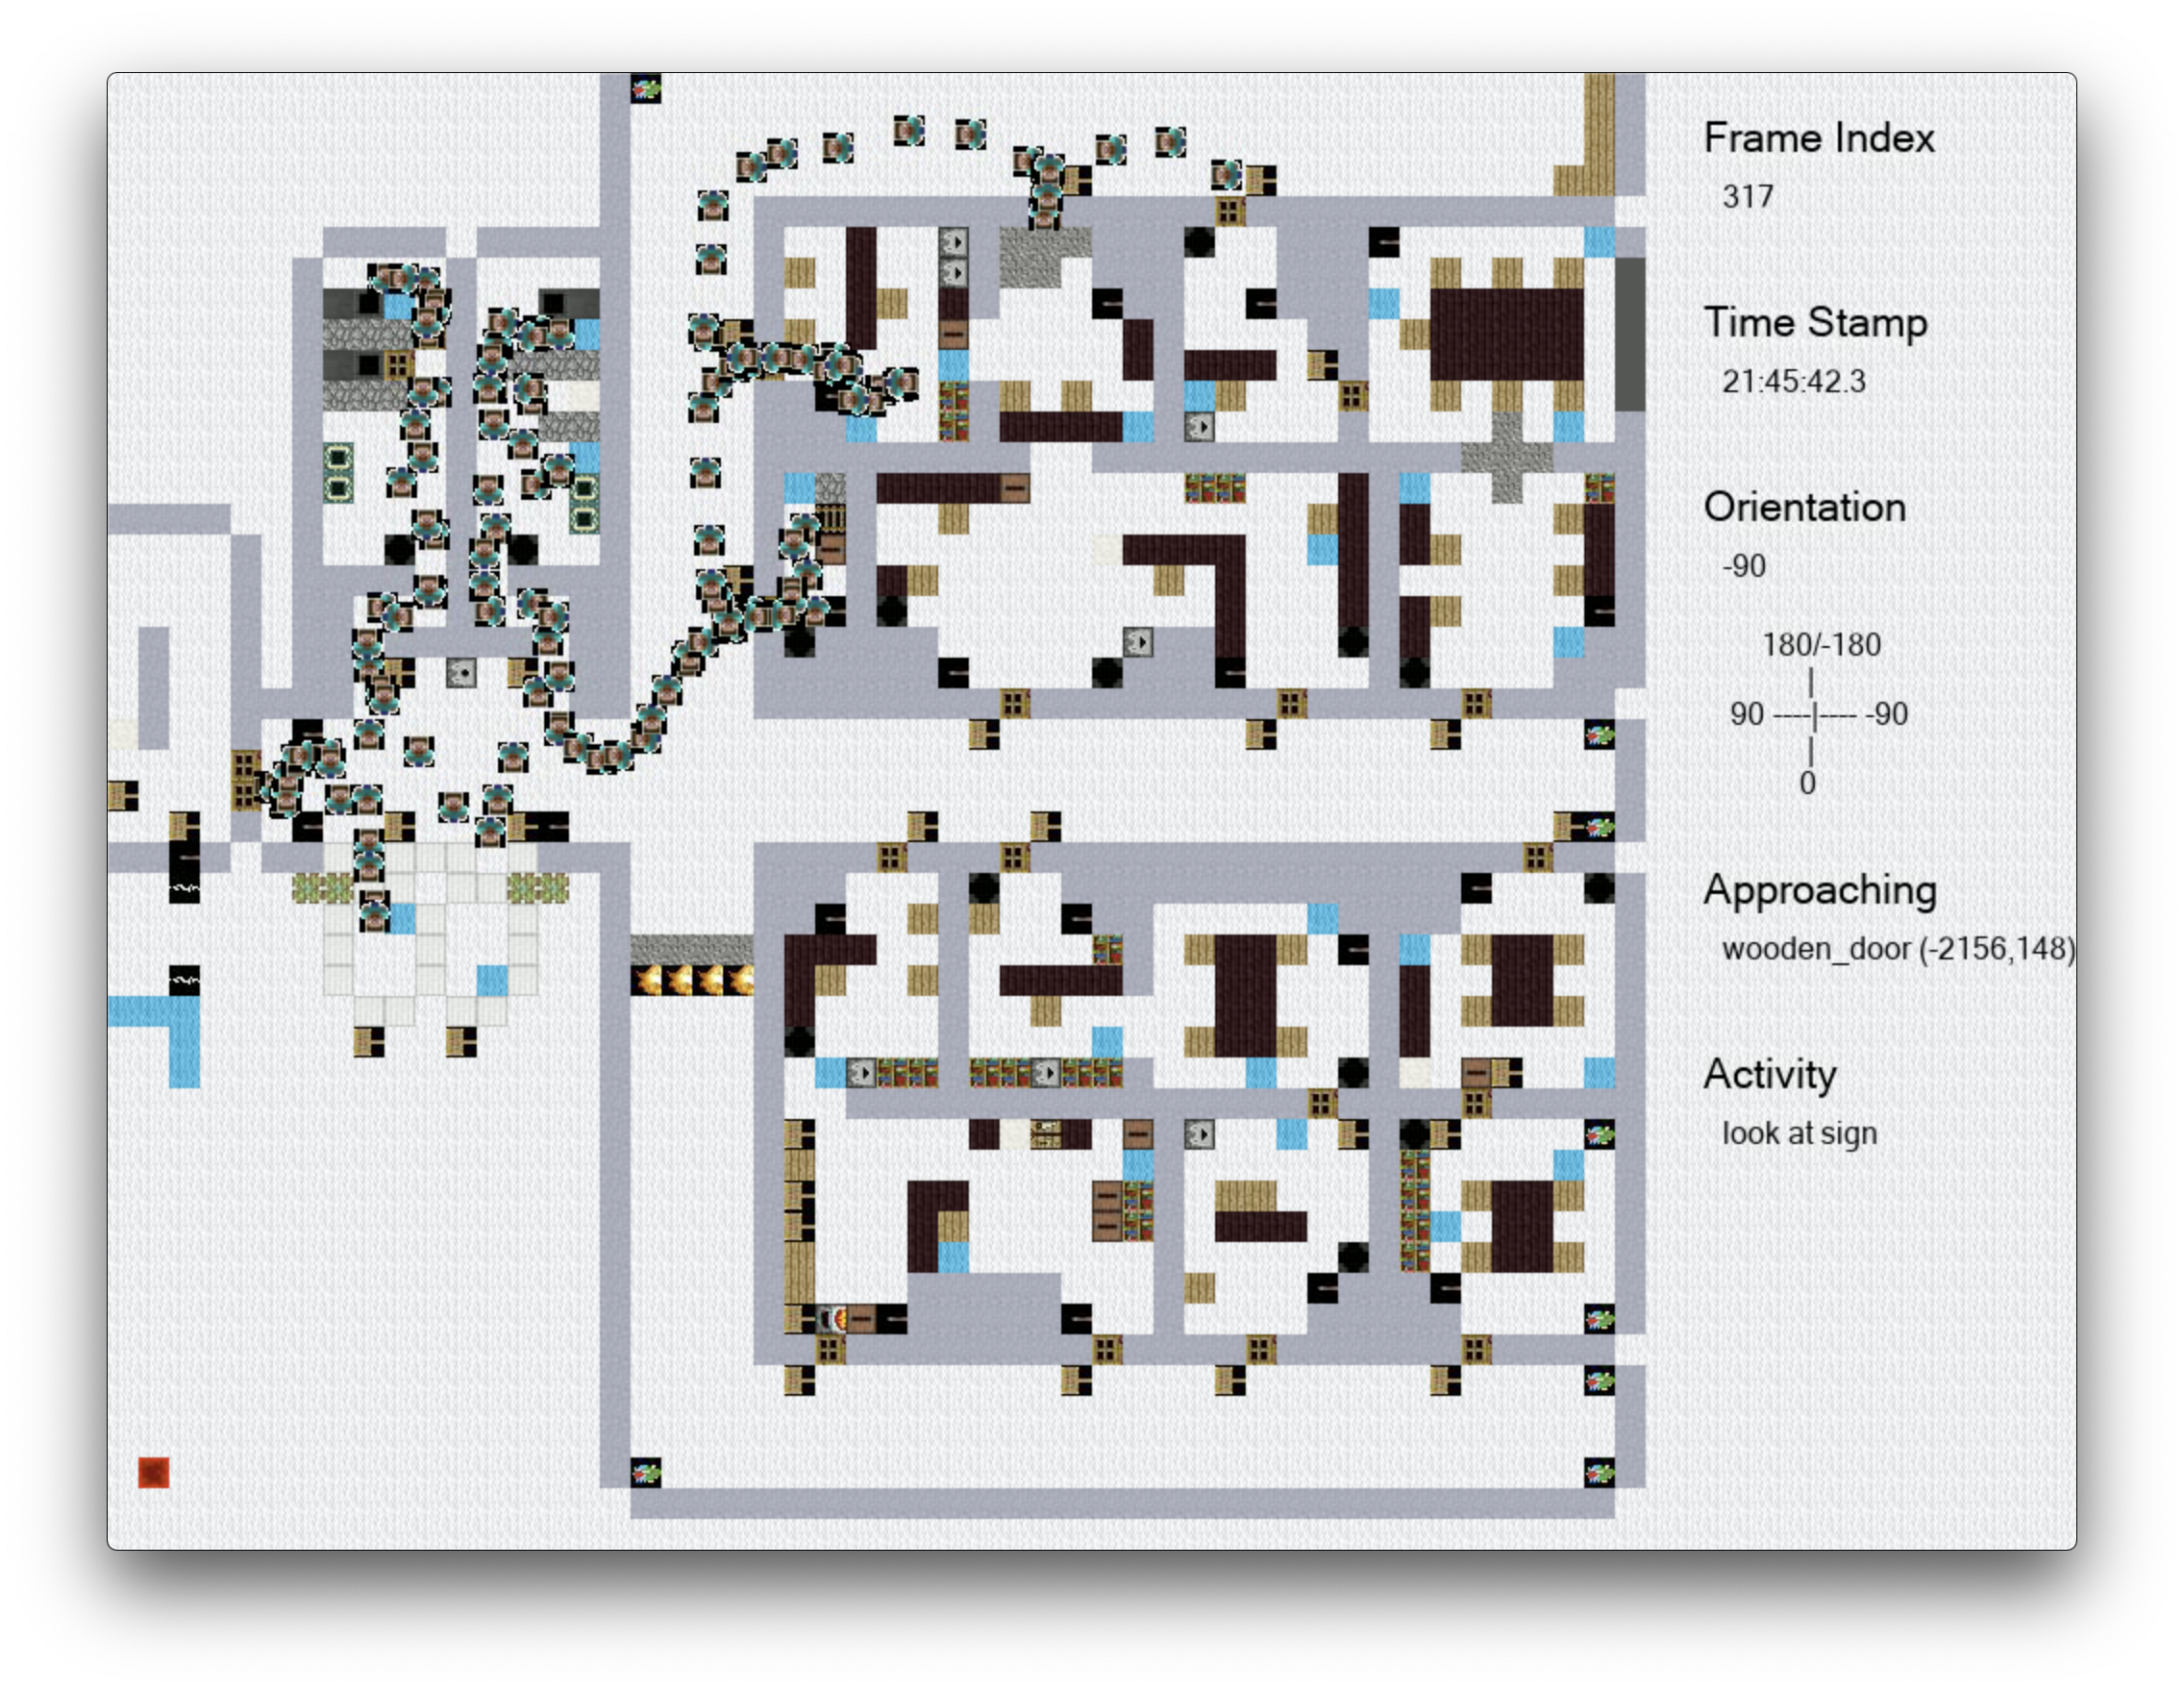 Frame Index
317
Time Stamp
21:45:42.3
Orientation
-90
180/-180
|
90 ----|---- -90
|
0
Approaching
wooden_door (-2156,148)
Activity
look at sign